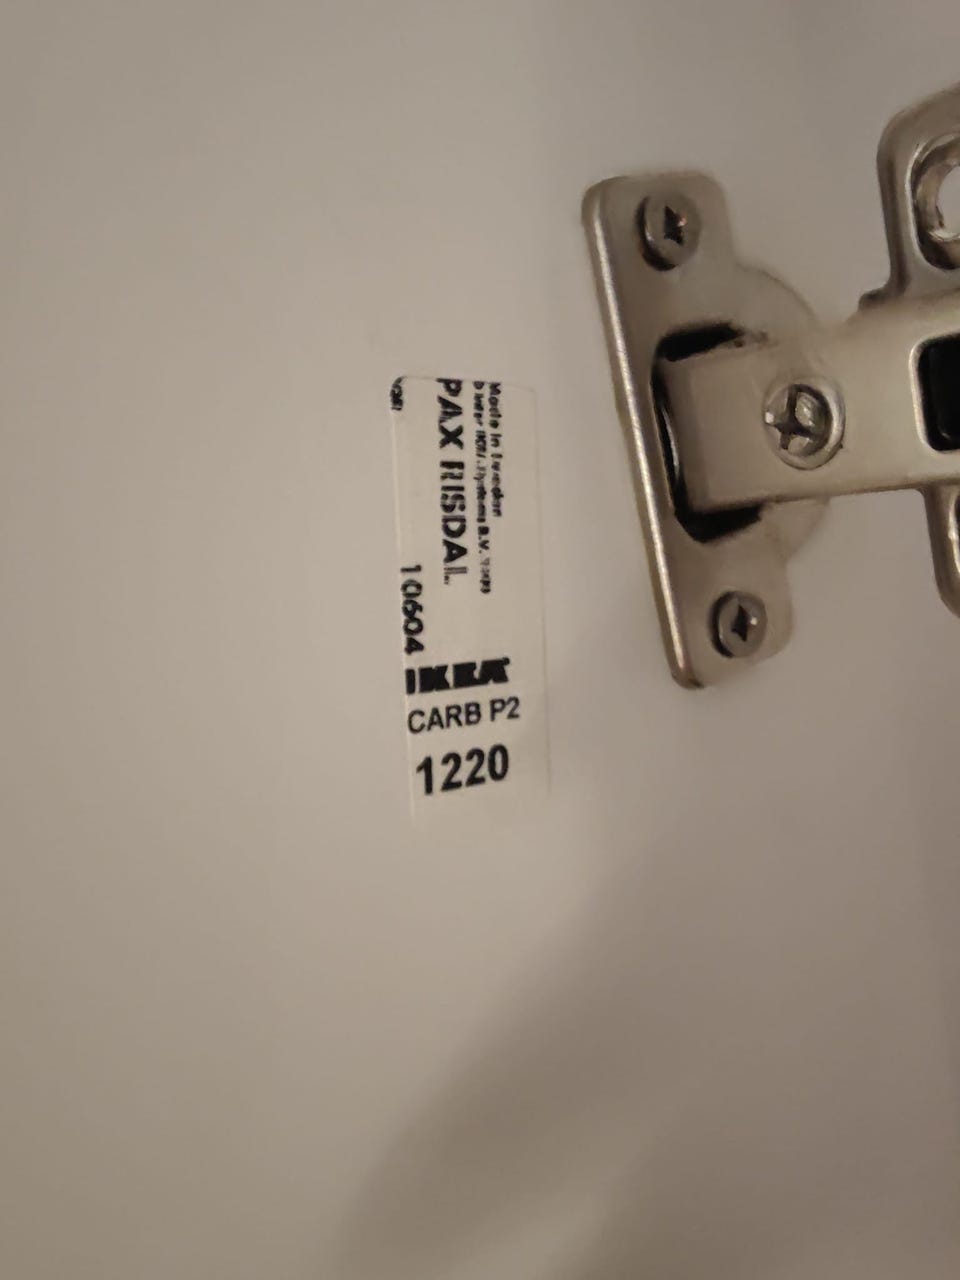 Made in Sweden
PAX RISDAL
10604
IKEA
CARB P2
1220